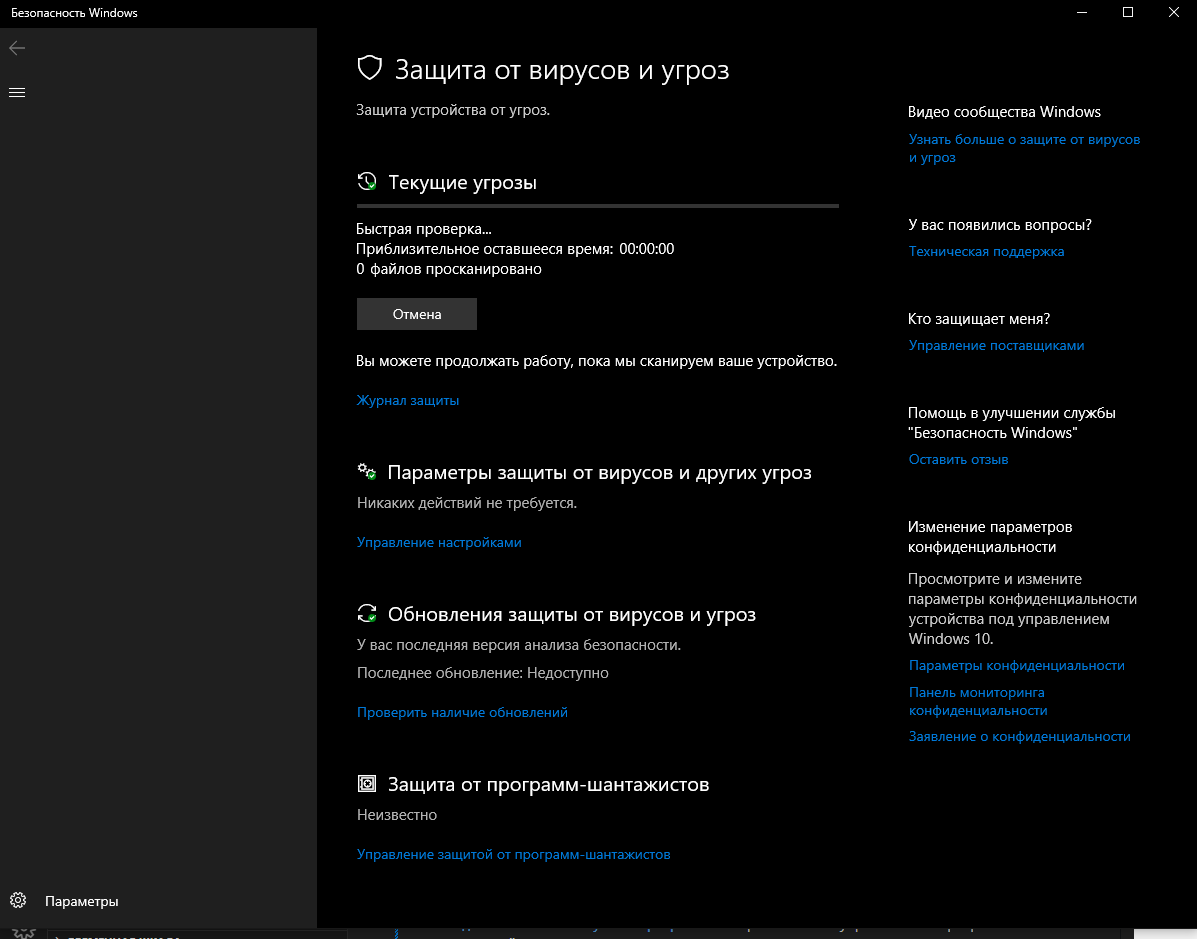 Безопасность Windows
Защита от вирусов и угроз
Защита устройства от угроз.
Текущие угрозы
Быстрая проверка...
Приблизительное оставшееся время: 00:00:00
0 файлов просканировано
Отмена
Вы можете продолжать работу, пока мы сканируем ваше устройство.
Журнал защиты
Параметры защиты от вирусов и других угроз
Никаких действий не требуется.
Управление настройками
Обновления защиты от вирусов и угроз
У вас последняя версия анализа безопасности.
Последнее обновление: Недоступно
Проверить наличие обновлений
Защита от программ-шантажистов
Неизвестно
Управление защитой от программ-шантажистов
Видео сообщества Windows
Узнать больше о защите от вирусов
и угроз
У вас появились вопросы?
Техническая поддержка
Кто защищает меня?
Управление поставщиками
Помощь в улучшении службы
"Безопасность Windows"
Оставить отзыв
Изменение параметров
конфиденциальности
Просмотрите и измените
параметры конфиденциальности
устройства под управлением
Windows 10.
Параметры конфиденциальности
Панель мониторинга
конфиденциальности
Заявление о конфиденциальности
Параметры